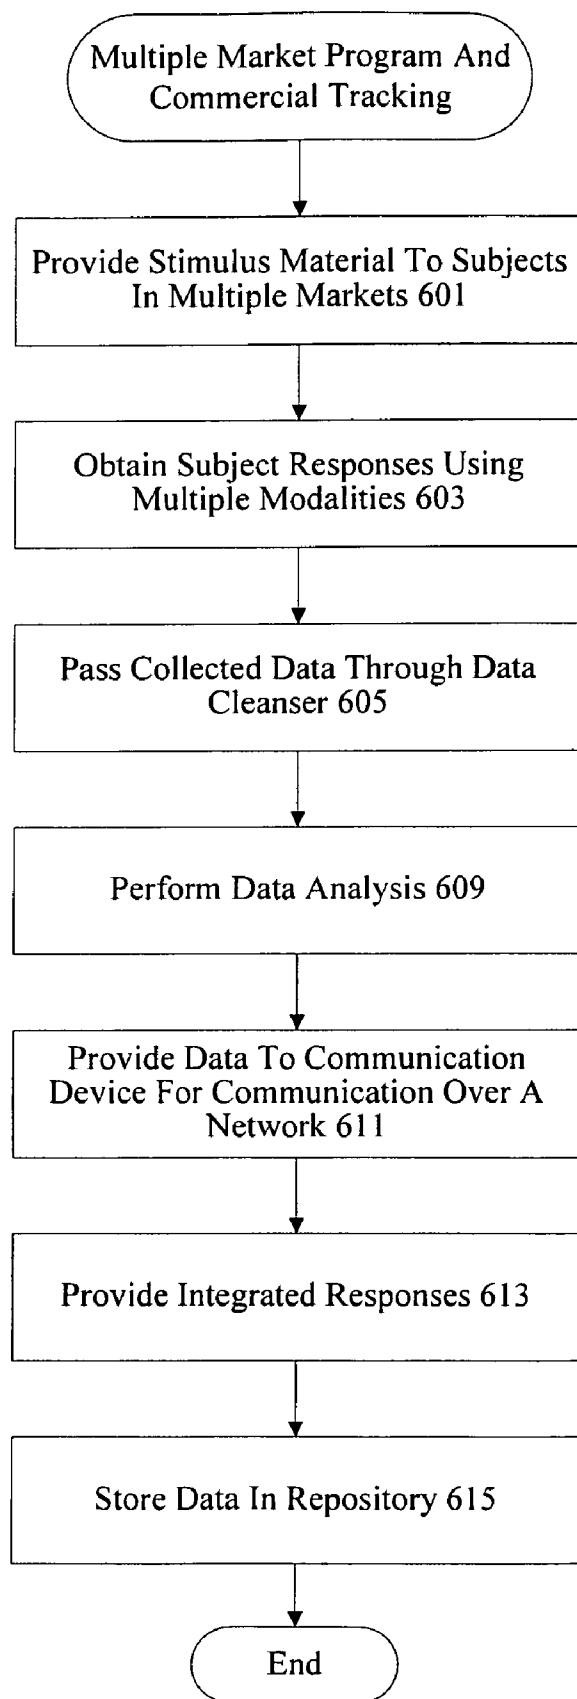 Multiple Market Program And
Commercial Tracking
Provide Stimulus Material To Subjects
In Multiple Markets 601
Obtain Subject Responses Using
Multiple Modalities 603
Pass Collected Data Through Data
Cleanser 605
Perform Data Analysis 609
Provide Data To Communication
Device For Communication Over A
Network 611
Provide Integrated Responses 613
Store Data In Repository 615
End